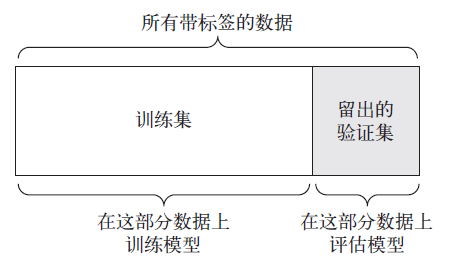 所有带标签的数据
训练集
留出的
验证集
在这部分数据上
训练模型
在这部分数据上
评估模型